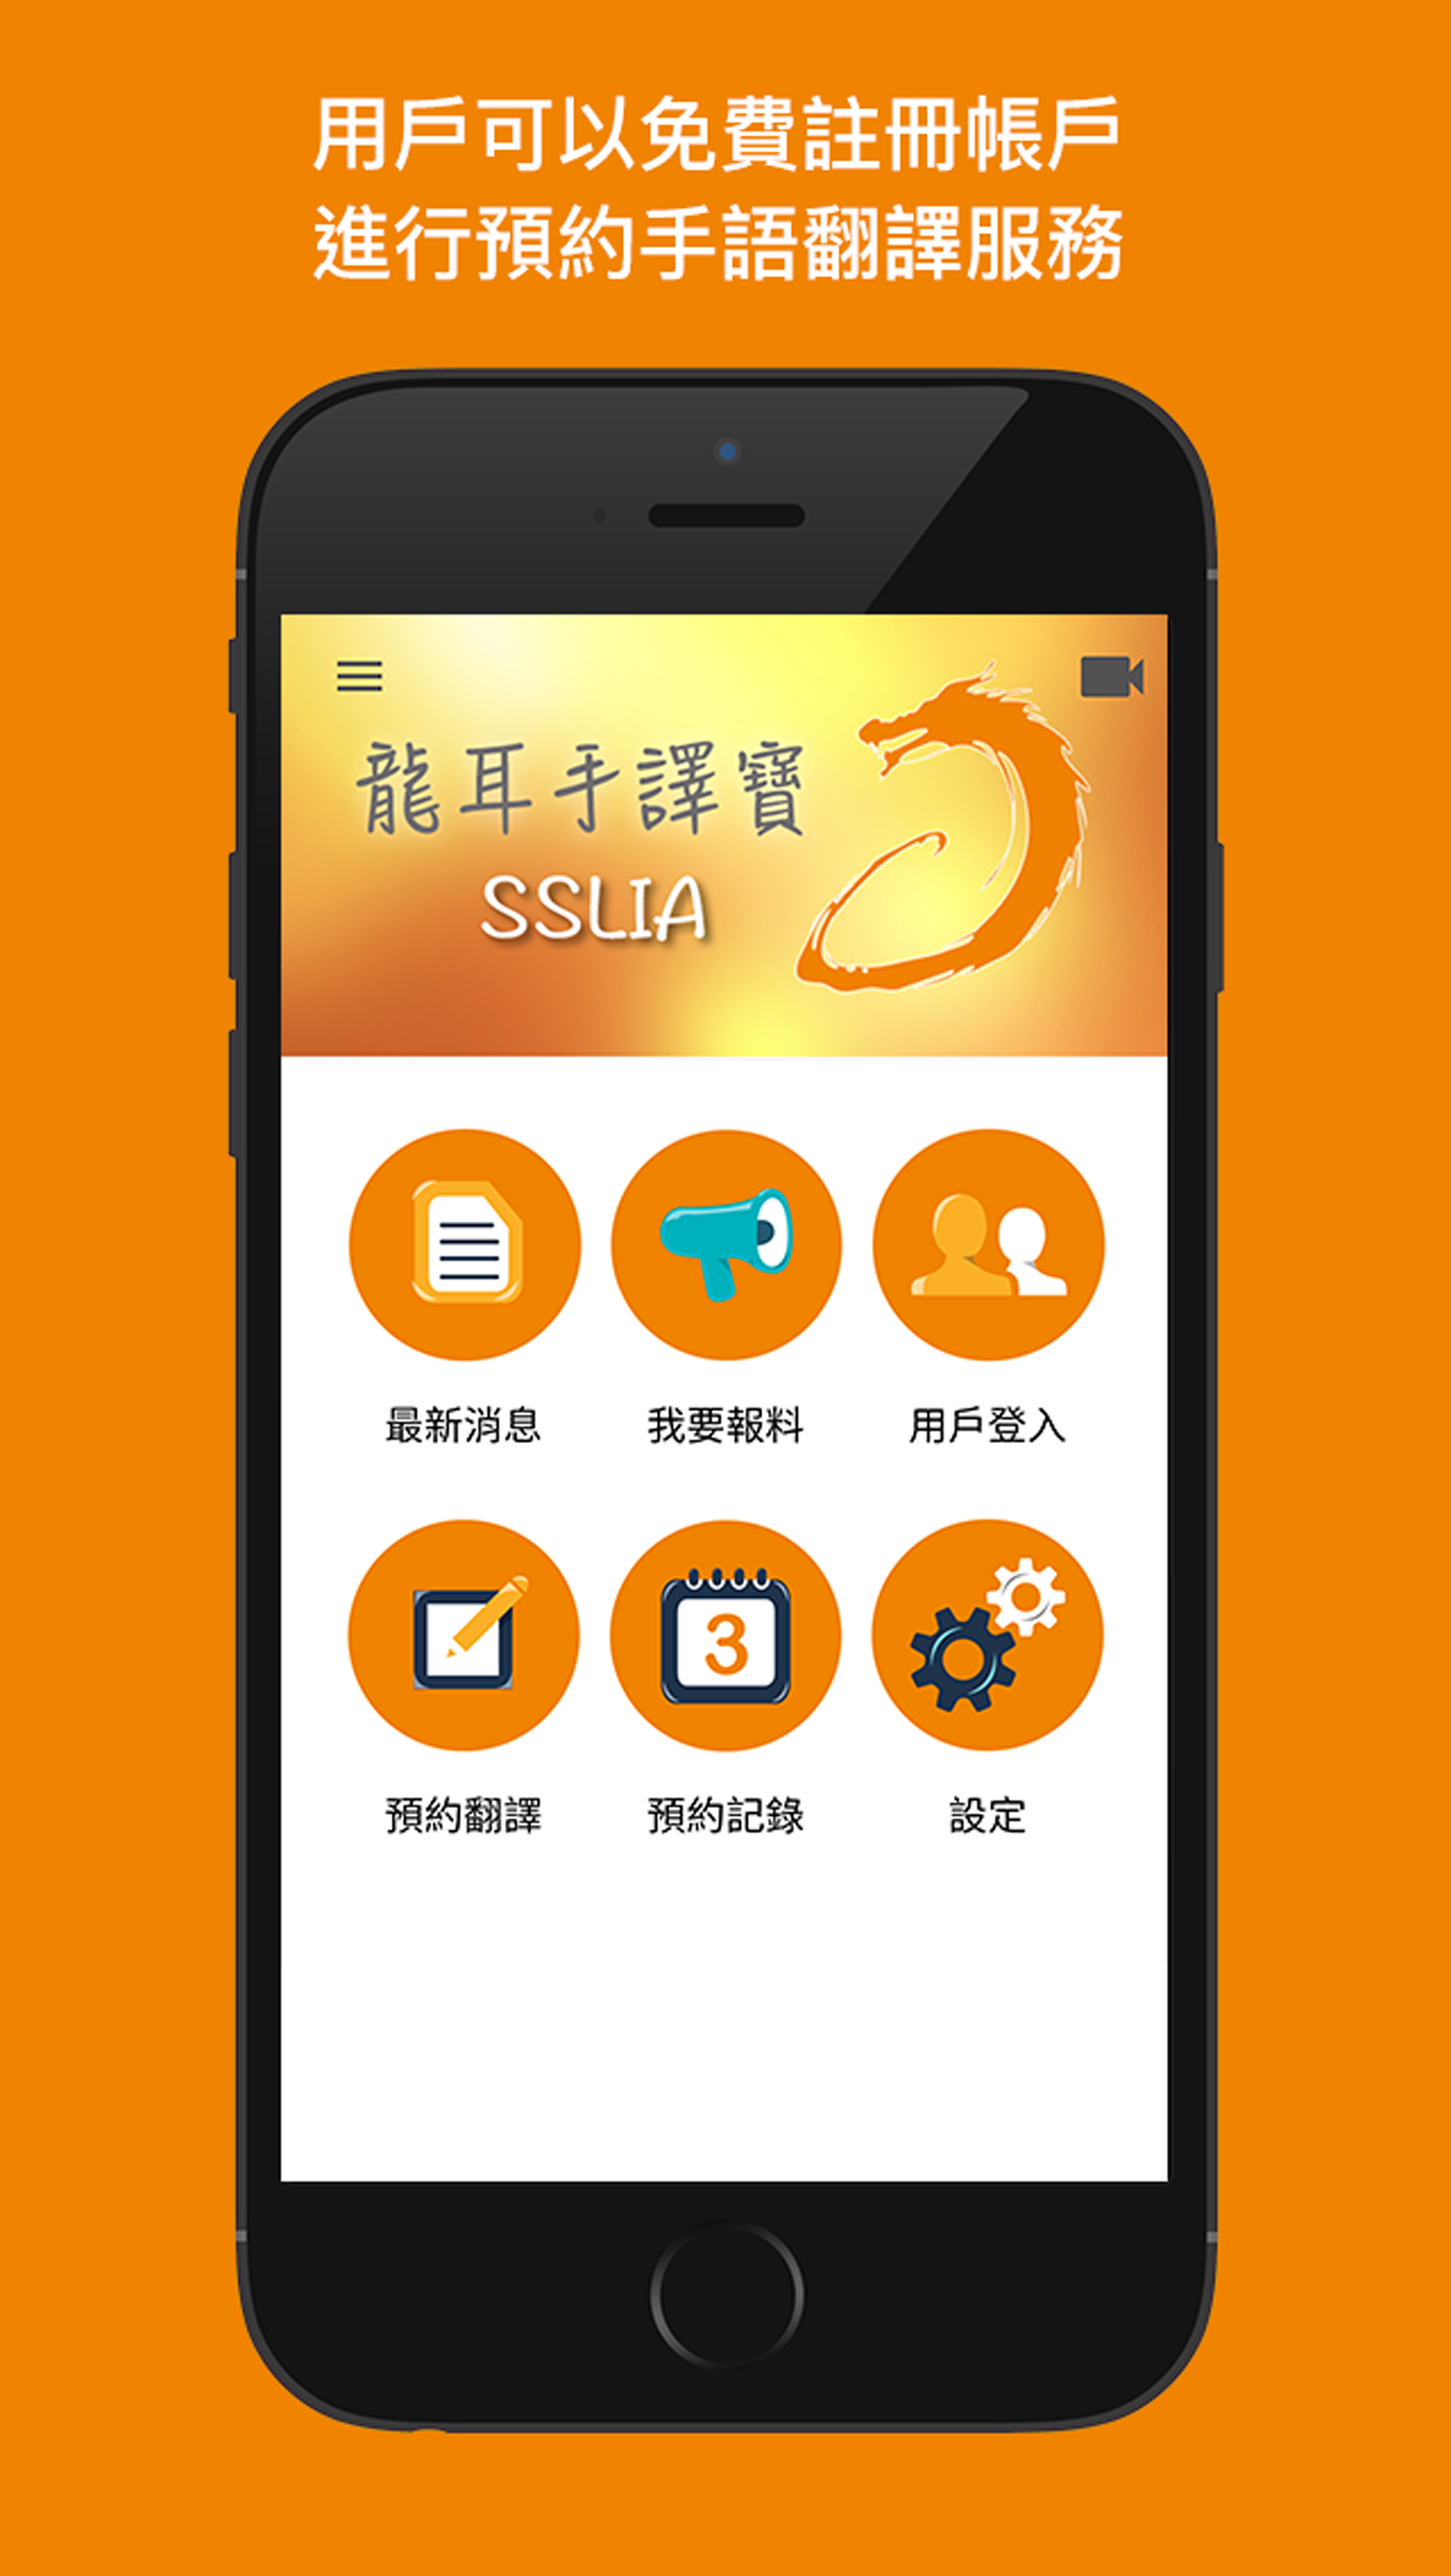 用戶可以免費註冊帳戶
進行預約手語翻譯服務
龍耳手譯寶
SSLIA
最新消息 我要報料 用戶登入
3
預約翻譯 預約記錄 設定